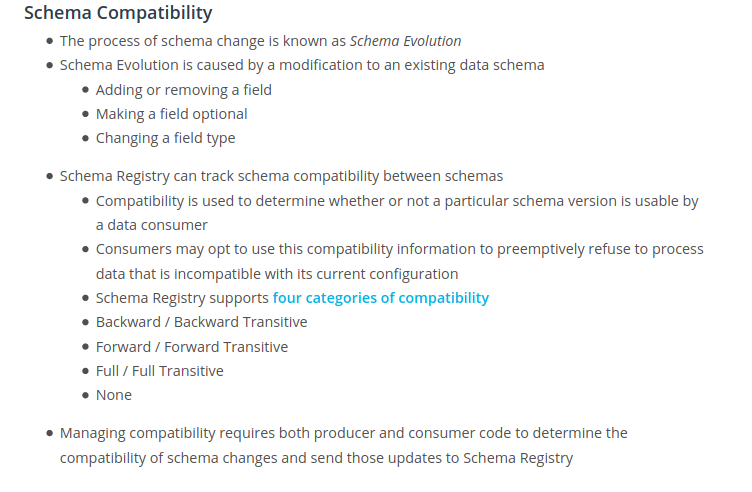 Schema Compatibility
• The process of schema change is known as Schema Evolution
• Schema Evolution is caused by a modification to an existing data schema
• Adding or removing a field
• Making a field optional
• Changing a field type
• Schema Registry can track schema compatibility between schemas
• Compatibility is used to determine whether or not a particular schema version is usable by
a data consumer
• Consumers may opt to use this compatibility information to preemptively refuse to process
data that is incompatible with its current configuration
• Schema Registry supports four categories of compatibility
• Backward / Backward Transitive
• Forward / Forward Transitive
• Full / Full Transitive
• None
• Managing compatibility requires both producer and consumer code to determine the
compatibility of schema changes and send those updates to Schema Registry